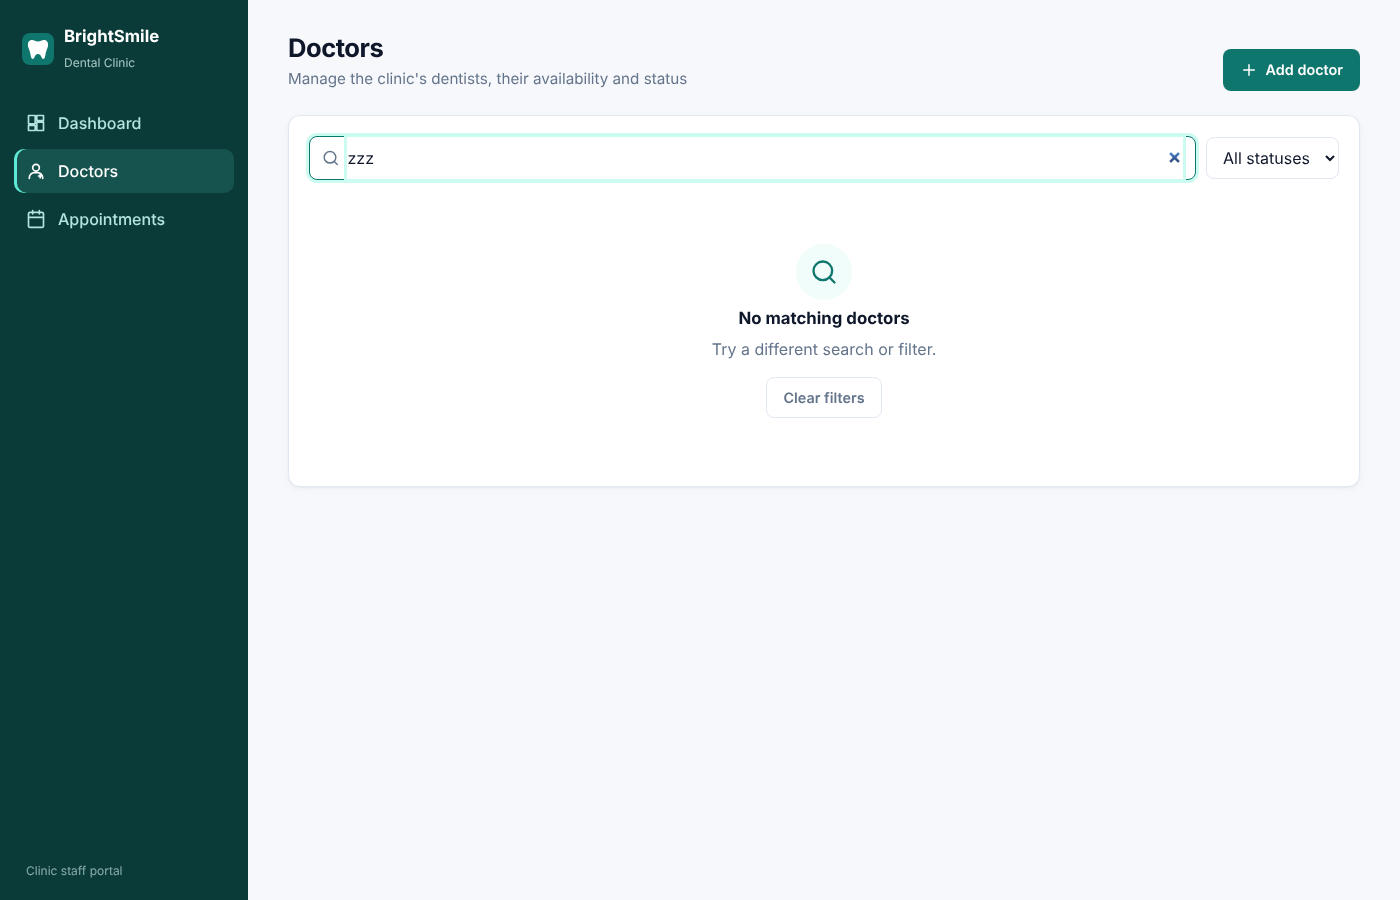 BrightSmile
Dental Clinic
Dashboard
Doctors
Appointments
Clinic staff portal
Doctors
Manage the clinic's dentists, their availability and status
Add doctor
zzz
All statuses
No matching doctors
Try a different search or filter.
Clear filters